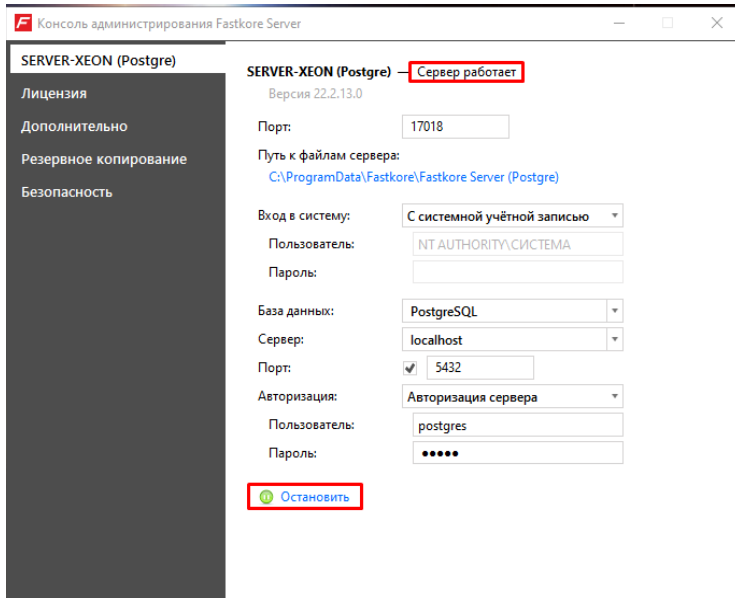 Консоль администрирования Fastkore Server
SERVER-XEON (Postgre)
Лицензия
Дополнительно
Резервное копирование
Безопасность
SERVER-XEON (Postgre) — Сервер работает
Версия 22.2.13.0
Порт: 17018
Путь к файлам сервера:
C:\ProgramData\Fastkore\Fastkore Server (Postgre)
Вход в систему: С системной учётной записью
Пользователь: NT AUTHORITY\СИСТЕМА
Пароль:
База данных: PostgreSQL
Сервер: localhost
Порт: 5432
Авторизация: Авторизация сервера
Пользователь: postgres
Пароль: •••••
Остановить